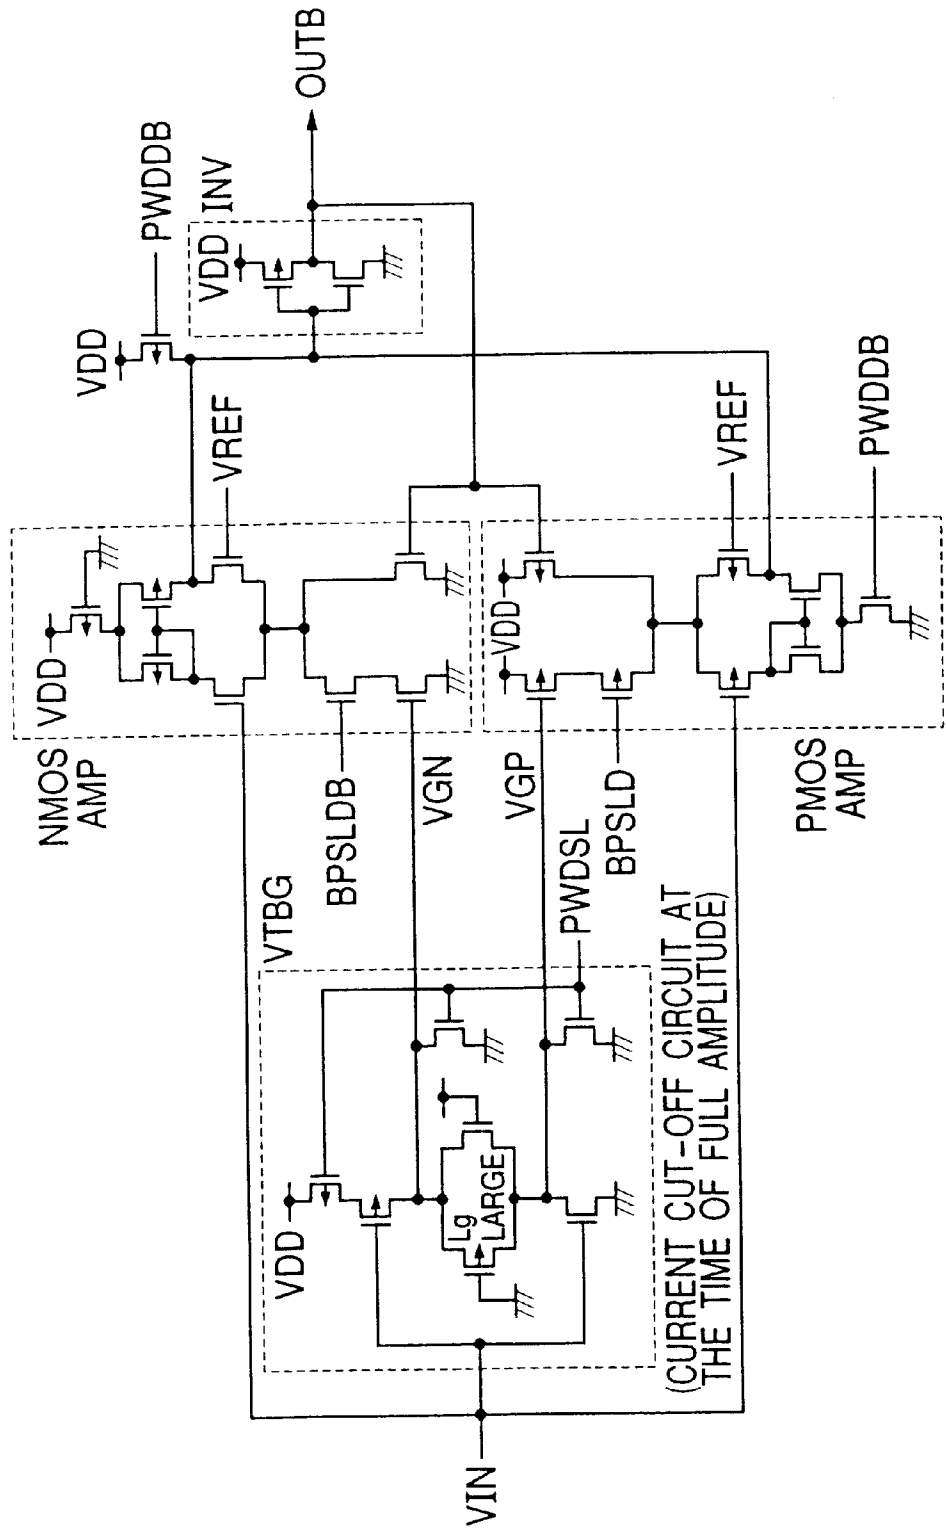 VIN
VDD
Lg
LARGE
VTBG
PWDSL
(CURRENT CUT-OFF CIRCUIT AT
THE TIME OF FULL AMPLITUDE)
NMOS
AMP
VDD
VREF
BPSLDB
VGN
VGP
BPSLD
VDD
VREF
PMOS
AMP
PWDDB
VDD
PWDDB
VDD
INV
OUTB